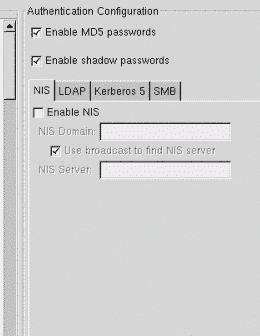 Authentication Configuration
Enable MD5 passwords
Enable shadow passwords
NIS LDAP Kerberos 5 SMB
Enable NIS
NIS Domain:
Use broadcast to find NIS server
NIS Server: